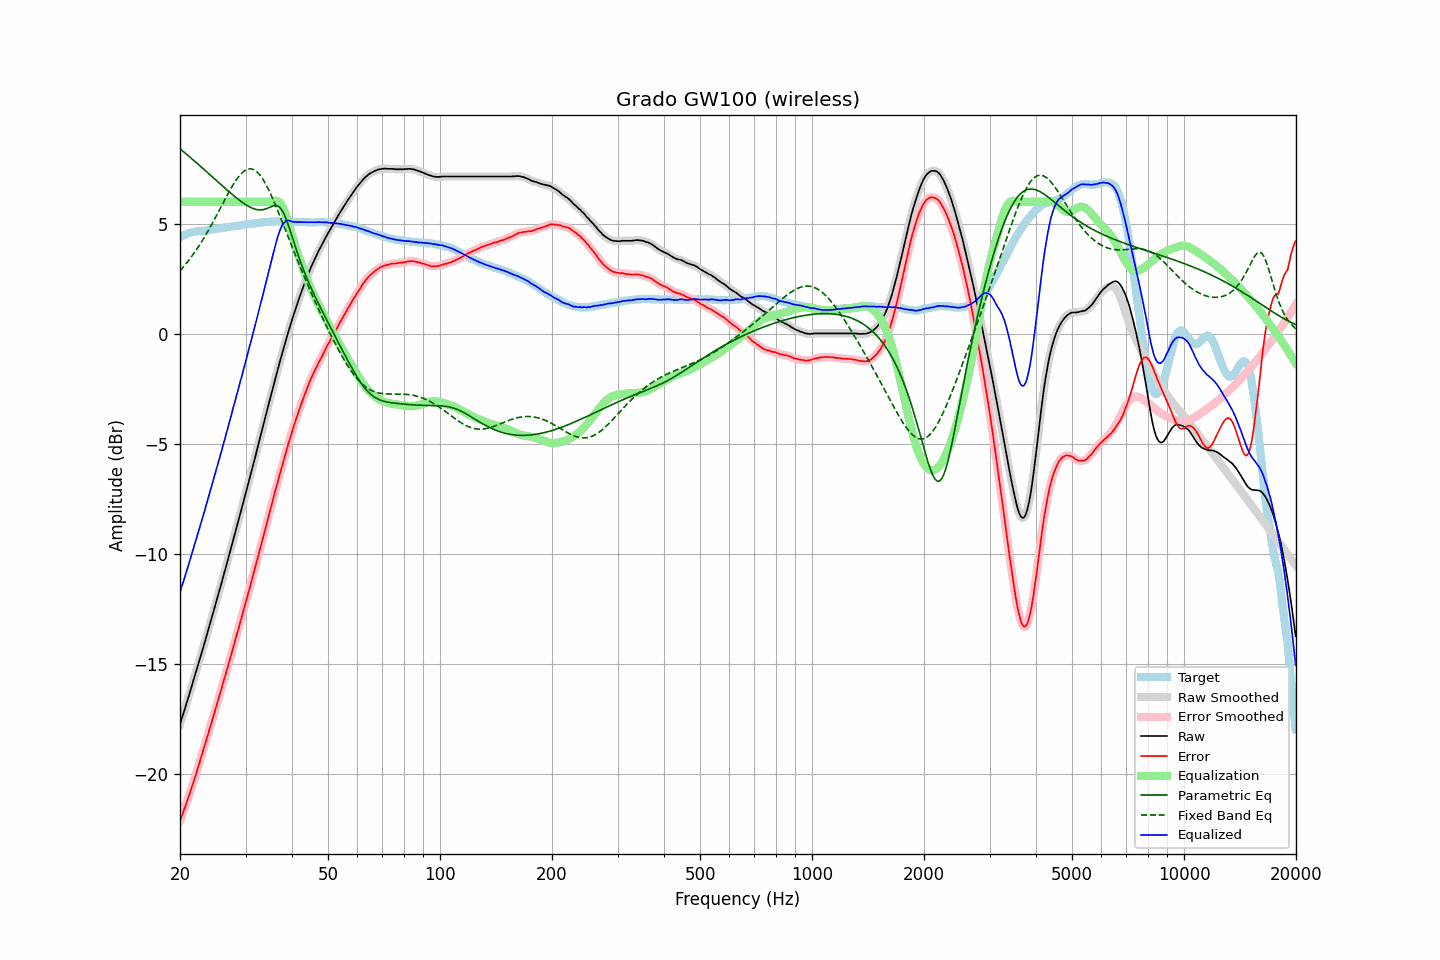 Grado GW100 (wireless)
Amplitude (dBr)
5
0
−5
−10
−15
−20
20
50
100
200
500
1000
2000
5000
10000
20000
Frequency (Hz)
Target
Raw Smoothed
Error Smoothed
Raw
Error
Equalization
Parametric Eq
Fixed Band Eq
Equalized